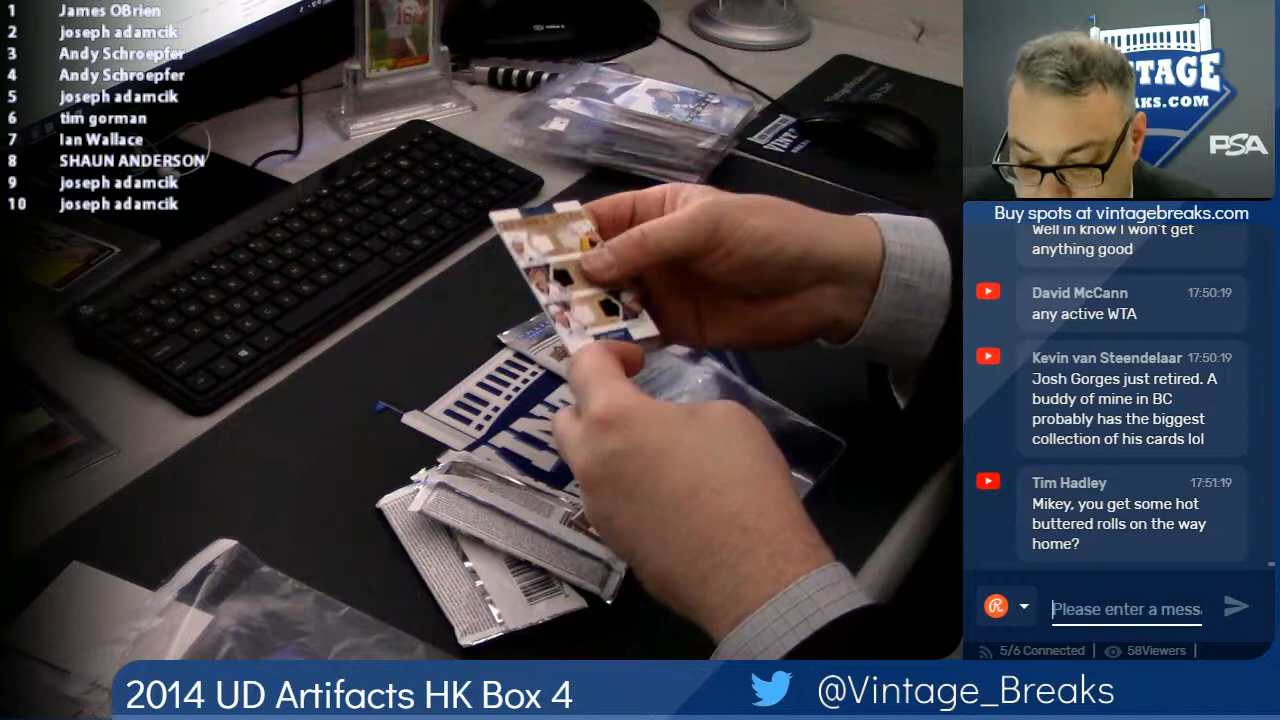 1 James OBrien
2 joseph adamcik
3 Andy Schroepfer
4 Andy Schroepfer
5 joseph adamcik
6 tim gorman
7 Ian Wallace
8 SHAUN ANDERSON
9 joseph adamcik
10 joseph adamcik
VINTAGE
BREAKS.COM
PSA
Buy spots at vintagebreaks.com
Well in know I won't get
anything good
David McCann 17:50:19
any active WTA
Kevin van Steendelaar 17:50:19
Josh Gorges just retired. A
buddy of mine in BC
probably has the biggest
collection of his cards lol
Tim Hadley 17:51:19
Mikey, you get some hot
buttered rolls on the way
home?
Please enter a mess
5/6 Connected | 58Viewers |
2014 UD Artifacts HK Box 4
@Vintage_Breaks